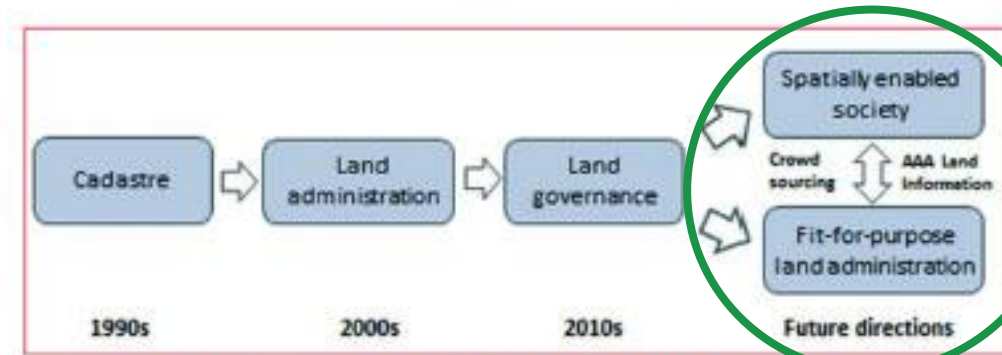 Cadastre
Land
administration
Land
governance
Spatially enabled
society
Crowd
sourcing
AAA Land
Information
Fit-for-purpose
land administration
1990s
2000s
2010s
Future directions